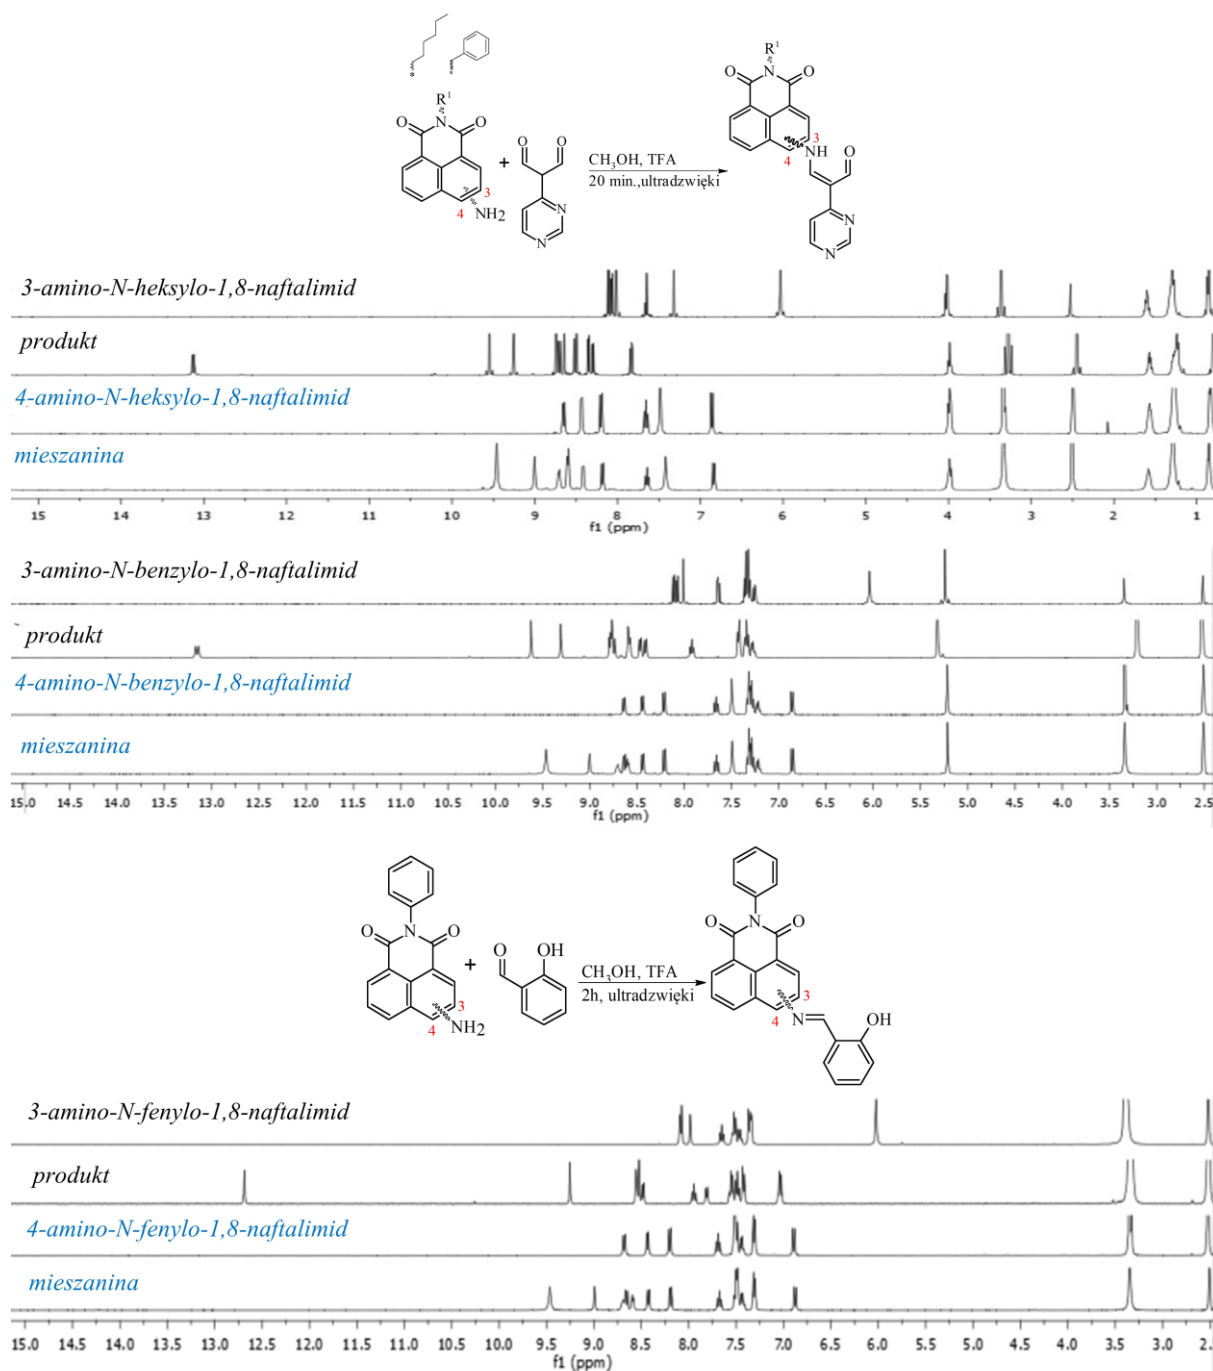 R¹
O N O
3
4 NH2
+
O O
N
N
CH₃OH, TFA
20 min.,ultradzwięki
R¹
O N O
3
4 NH O
N
N
3-amino-N-heksylo-1,8-naftalimid
produkt
4-amino-N-heksylo-1,8-naftalimid
mieszanina
15 14 13 12 11 10 9 8 7 6 5 4 3 2 1
f1 (ppm)
3-amino-N-benzylo-1,8-naftalimid
produkt
4-amino-N-benzylo-1,8-naftalimid
mieszanina
15.0 14.5 14.0 13.5 13.0 12.5 12.0 11.5 11.0 10.5 10.0 9.5 9.0 8.5 8.0 7.5 7.0 6.5 6.0 5.5 5.0 4.5 4.0 3.5 3.0 2.5
f1 (ppm)
O N O
3
4 NH2
+
O OH
CH₃OH, TFA
2h, ultradzwięki
O N O
3
4 N OH
3-amino-N-fenylo-1,8-naftalimid
produkt
4-amino-N-fenylo-1,8-naftalimid
mieszanina
15.0 14.5 14.0 13.5 13.0 12.5 12.0 11.5 11.0 10.5 10.0 9.5 9.0 8.5 8.0 7.5 7.0 6.5 6.0 5.5 5.0 4.5 4.0 3.5 3.0 2.5
f1 (ppm)